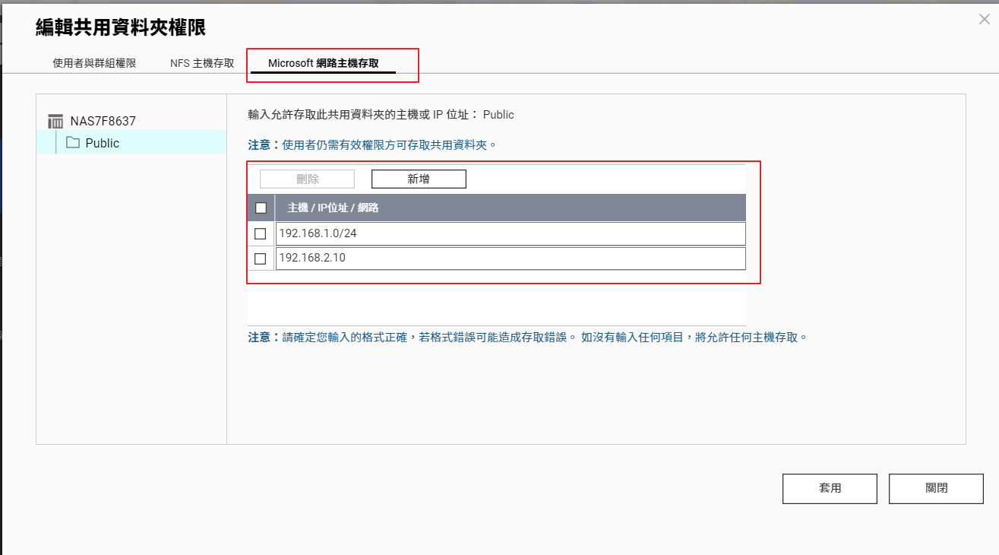 編輯共用資料夾權限
使用者與群組權限 NFS 主機存取 Microsoft 網路主機存取
NAS7F8637
Public
輸入允許存取此共用資料夾的主機或 IP 位址： Public
注意：使用者仍需有效權限方可存取共用資料夾。
刪除 新增
主機 / IP位址 / 網路
192.168.1.0/24
192.168.2.10
注意：請確定您輸入的格式正確，若格式錯誤可能造成存取錯誤。 如沒有輸入任何項目，將允許任何主機存取。
套用 關閉